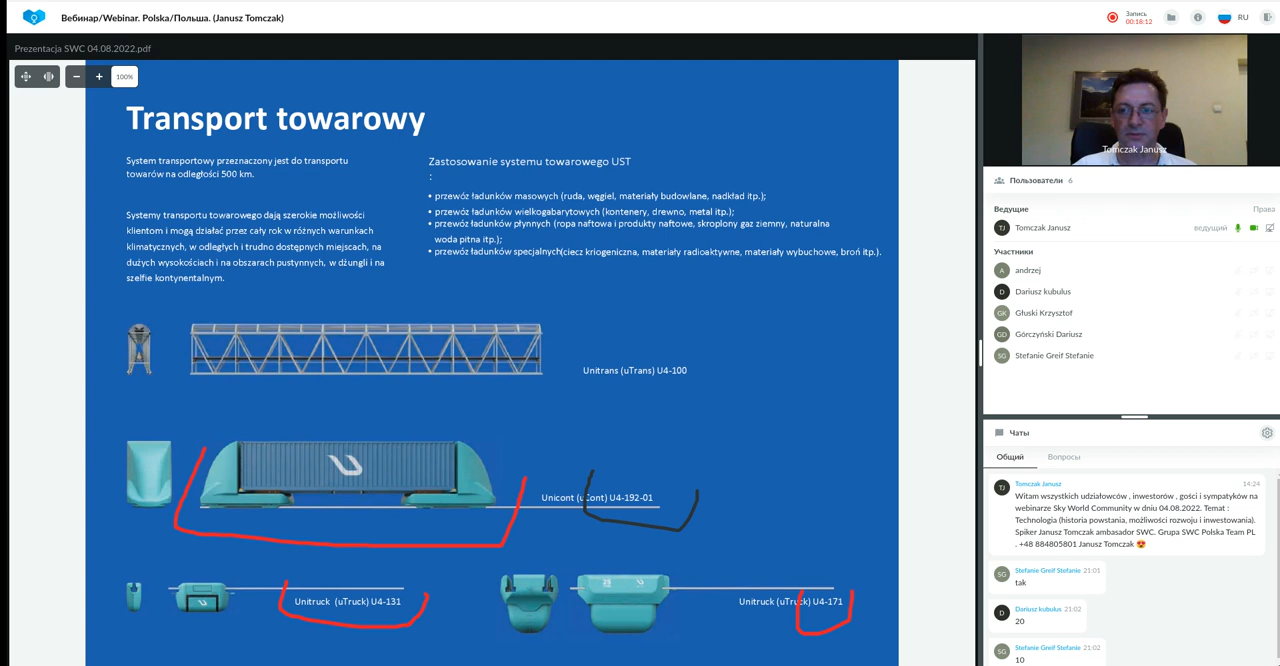 Вебинар/Webinar. Polska/Польша. (Janusz Tomczak)
Запись
00:18:12
RU
Prezentacja SWC 04.08.2022.pdf
100%
Transport towarowy
System transportowy przeznaczony jest do transportu
towarów na odległości 500 km.
Systemy transportu towarowego dają szerokie możliwości
klientom i mogą działać przez cały rok w różnych warunkach
klimatycznych, w odległych i trudno dostępnych miejscach, na
dużych wysokościach i na obszarach pustynnych, w dżungli i na
szelfie kontynentalnym.
Zastosowanie systemu towarowego UST
:
• przewóz ładunków masowych (ruda, węgiel, materiały budowlane, nadkład itp.);
• przewóz ładunków wielkogabarytowych (kontenery, drewno, metal itp.);
• przewóz ładunków płynnych (ropa naftowa i produkty naftowe, skroplony gaz ziemny, naturalna
woda pitna itp.);
• przewóz ładunków specjalnych(ciecz kriogeniczna, materiały radioaktywne, materiały wybuchowe, broń itp.).
Unitrans (uTrans) U4-100
Unicont (uCont) U4-192-01
Unitruck (uTruck) U4-131
Unitruck (uTruck) U4-171
Tomczak Janusz
Пользователи 6
Ведущие Права
TJ Tomczak Janusz ведущий
Участники
A andrzej
D Dariusz kubulus
GK Głuski Krzysztof
GD Górczyński Dariusz
SG Stefanie Greif Stefanie
Чаты
Общий Вопросы
TJ Tomczak Janusz 14:24
Witam wszystkich udziałowców , inwestorów , gości i sympatyków na
webinarze Sky World Community w dniu 04.08.2022. Temat :
Technologia (historia powstania, możliwości rozwoju i inwestowania).
Spiker Janusz Tomczak ambasador SWC. Grupa SWC Polska Team PL
. +48 884805801 Janusz Tomczak 😍
SG Stefanie Greif Stefanie 21:01
tak
D Dariusz kubulus 21:02
20
SG Stefanie Greif Stefanie 21:02
10